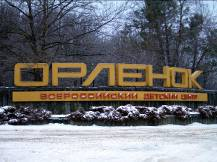 ОРЛЕНОК
ВСЕРОССИЙСКИЙ ДЕТСКИЙ ЦЕНТР